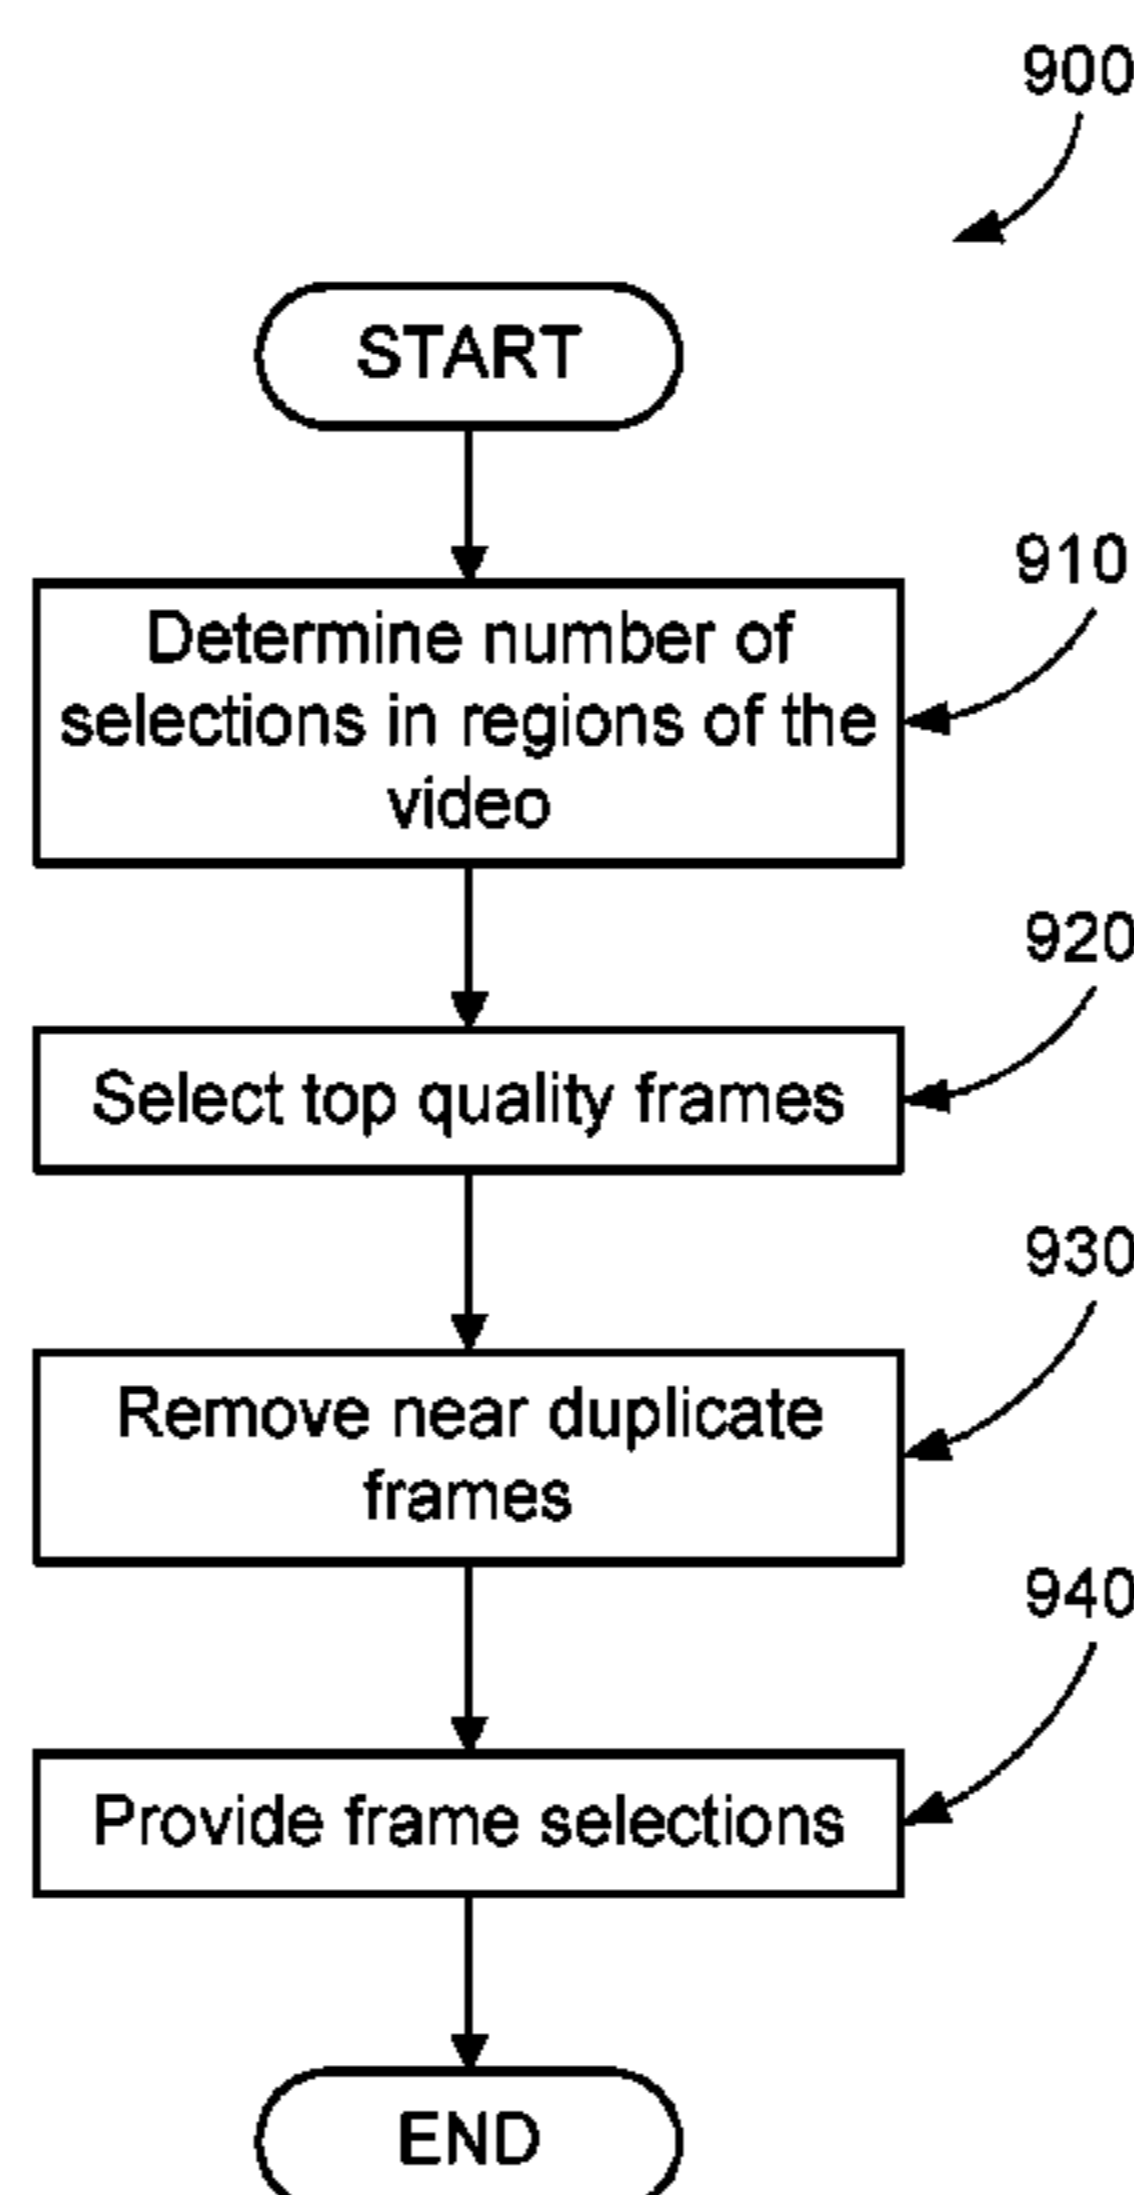 900
START
910
Determine number of
selections in regions of the
video
920
Select top quality frames
930
Remove near duplicate
frames
940
Provide frame selections
END